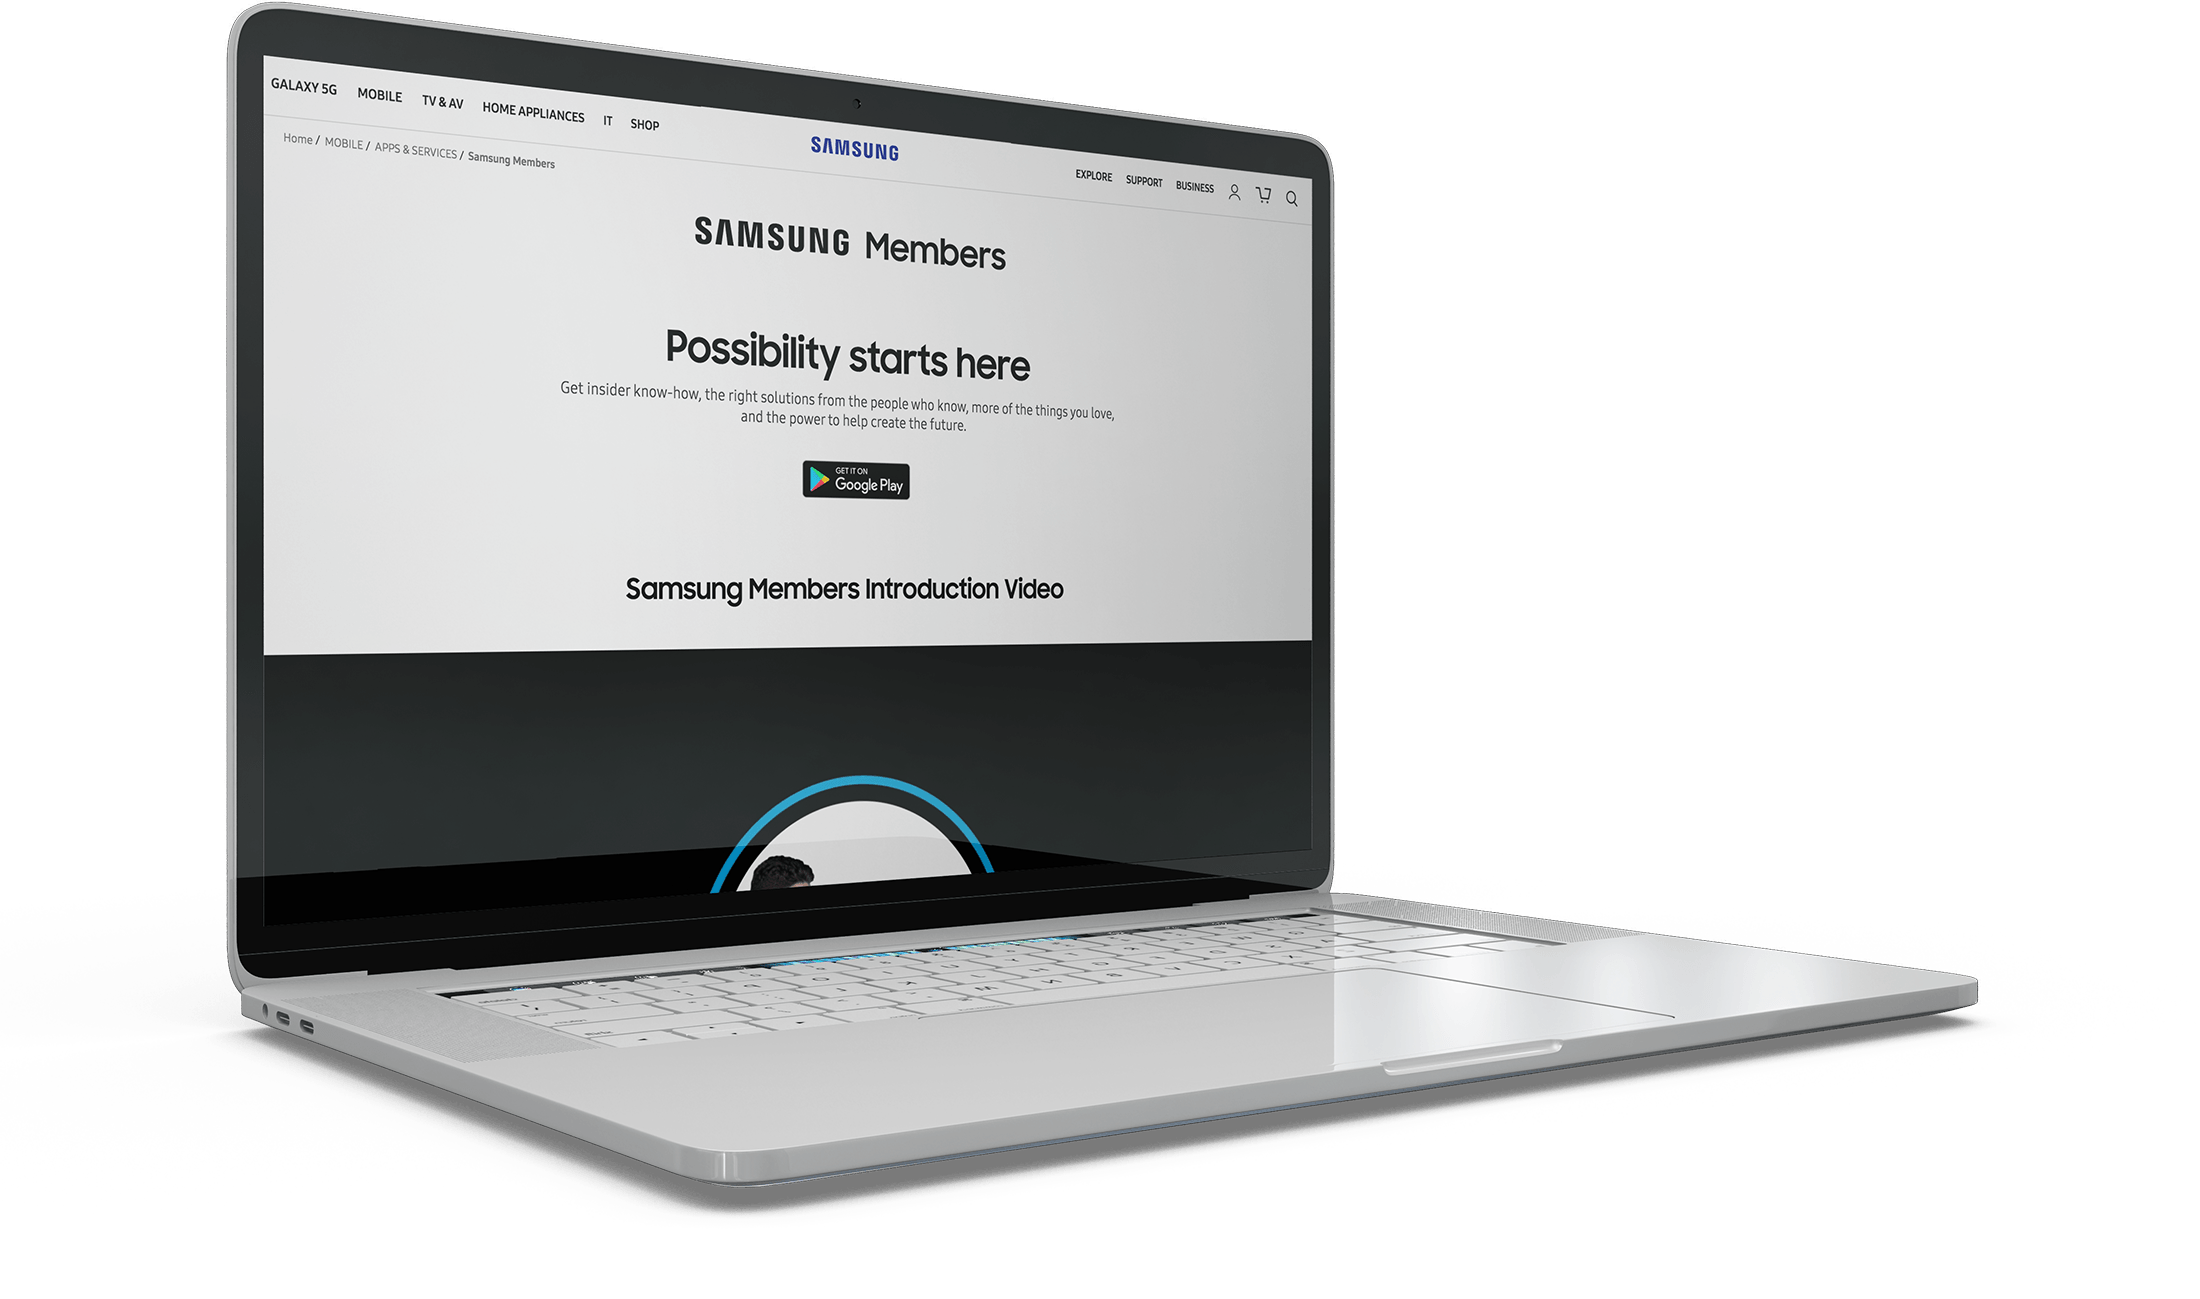 GALAXY 5G MOBILE TV & AV HOME APPLIANCES IT SHOP
SAMSUNG
EXPLORE SUPPORT BUSINESS
Home / MOBILE / APPS & SERVICES / Samsung Members
SAMSUNG Members
Possibility starts here
Get insider know-how, the right solutions from the people who know, more of the things you love,
and the power to help create the future.
GET IT ON
Google Play
Samsung Members Introduction Video